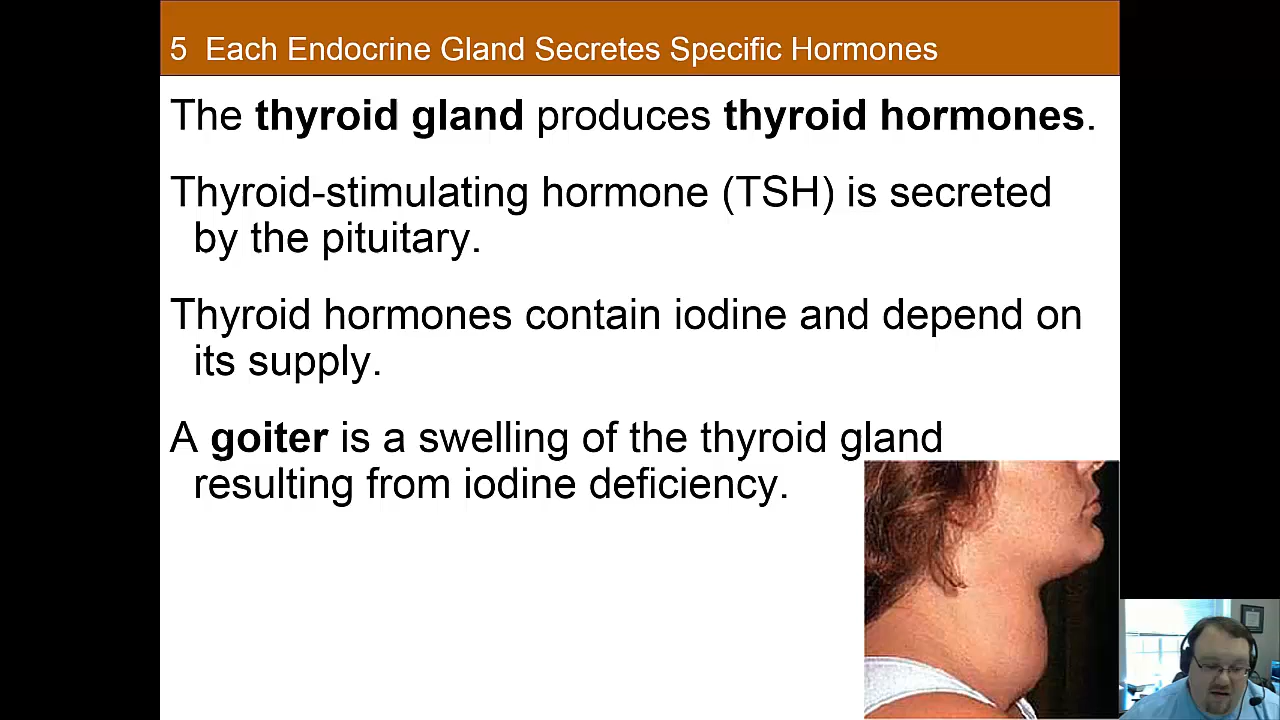 5 Each Endocrine Gland Secretes Specific Hormones
The thyroid gland produces thyroid hormones.
Thyroid-stimulating hormone (TSH) is secreted
by the pituitary.
Thyroid hormones contain iodine and depend on
its supply.
A goiter is a swelling of the thyroid gland
resulting from iodine deficiency.